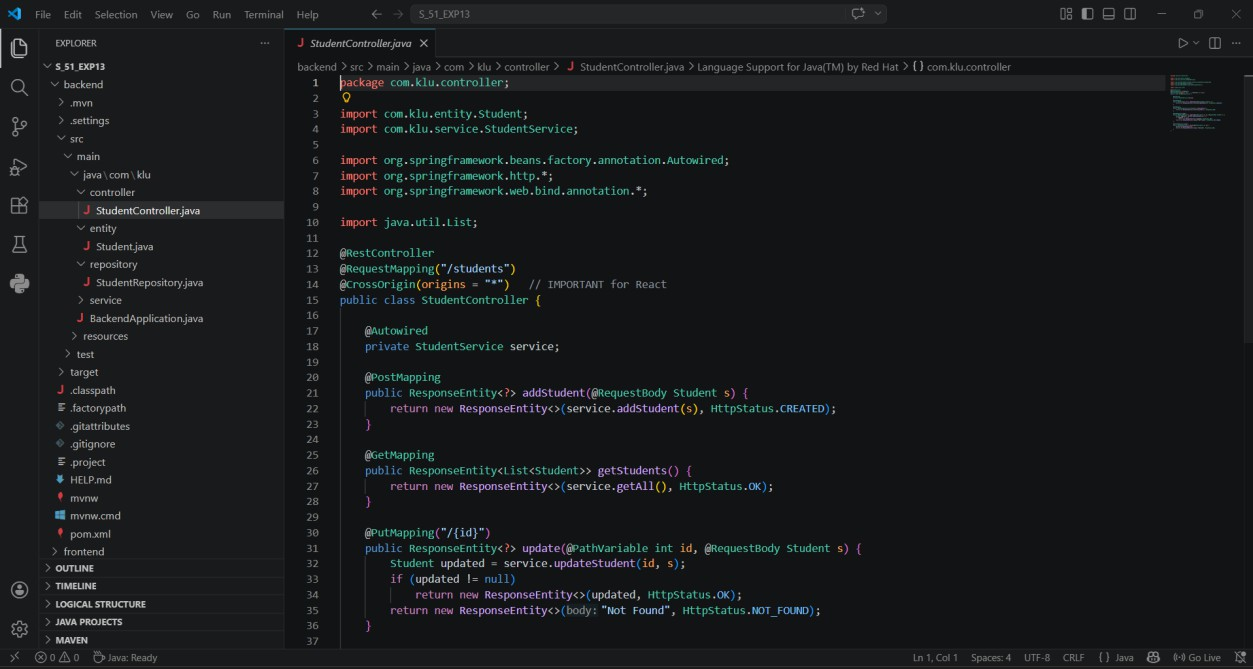 File Edit Selection View Go Run Terminal Help
S_51_EXP13
EXPLORER
S_51_EXP13
backend
.mvn
.settings
src
main
java\com\klu
controller
StudentController.java
entity
Student.java
repository
StudentRepository.java
service
BackendApplication.java
resources
test
target
.classpath
.factorypath
.gitattributes
.gitignore
.project
HELP.md
mvnw
mvnw.cmd
pom.xml
frontend
OUTLINE
TIMELINE
LOGICAL STRUCTURE
JAVA PROJECTS
MAVEN
StudentController.java
backend > src > main > java > com > klu > controller > StudentController.java > Language Support for Java(TM) by Red Hat > {} com.klu.controller
1 package com.klu.controller;
2
3 import com.klu.entity.Student;
4 import com.klu.service.StudentService;
5
6 import org.springframework.beans.factory.annotation.Autowired;
7 import org.springframework.http.*;
8 import org.springframework.web.bind.annotation.*;
9
10 import java.util.List;
11
12 @RestController
13 @RequestMapping("/students")
14 @CrossOrigin(origins = "*")   // IMPORTANT for React
15 public class StudentController {
16
17     @Autowired
18     private StudentService service;
19
20     @PostMapping
21     public ResponseEntity<?> addStudent(@RequestBody Student s) {
22         return new ResponseEntity<>(service.addStudent(s), HttpStatus.CREATED);
23     }
24
25     @GetMapping
26     public ResponseEntity<List<Student>> getStudents() {
27         return new ResponseEntity<>(service.getAll(), HttpStatus.OK);
28     }
29
30     @PutMapping("/{id}")
31     public ResponseEntity<?> update(@PathVariable int id, @RequestBody Student s) {
32         Student updated = service.updateStudent(id, s);
33         if (updated != null)
34             return new ResponseEntity<>(updated, HttpStatus.OK);
35         return new ResponseEntity<>(body: "Not Found", HttpStatus.NOT_FOUND);
36     }
37
0 0 Java: Ready Ln 1, Col 1 Spaces: 4 UTF-8 CRLF {} Java Go Live